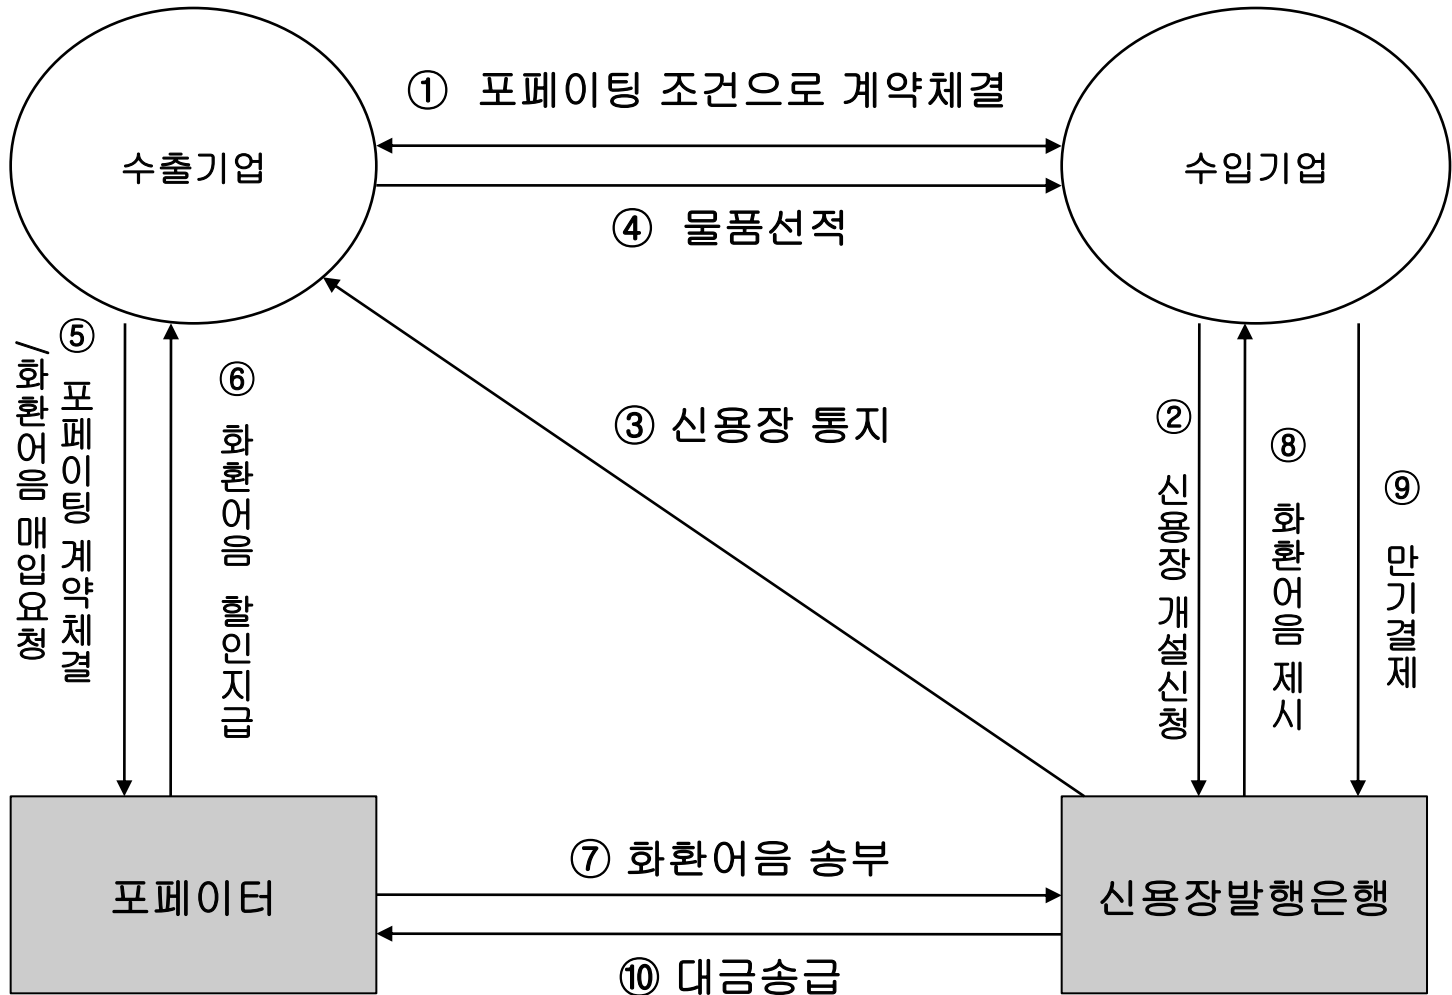 ① 포페이팅 조건으로 계약체결
수출기업
수입기업
④ 물품선적
⑤ 포페이팅 계약체결
/화환어음 매입요청
⑥ 화환어음 할인지급
③ 신용장 통지
② 신용장 개설신청
⑧ 화환어음 제시
⑨ 만기결제
⑦ 화환어음 송부
포페이터
신용장발행은행
⑩ 대금송급